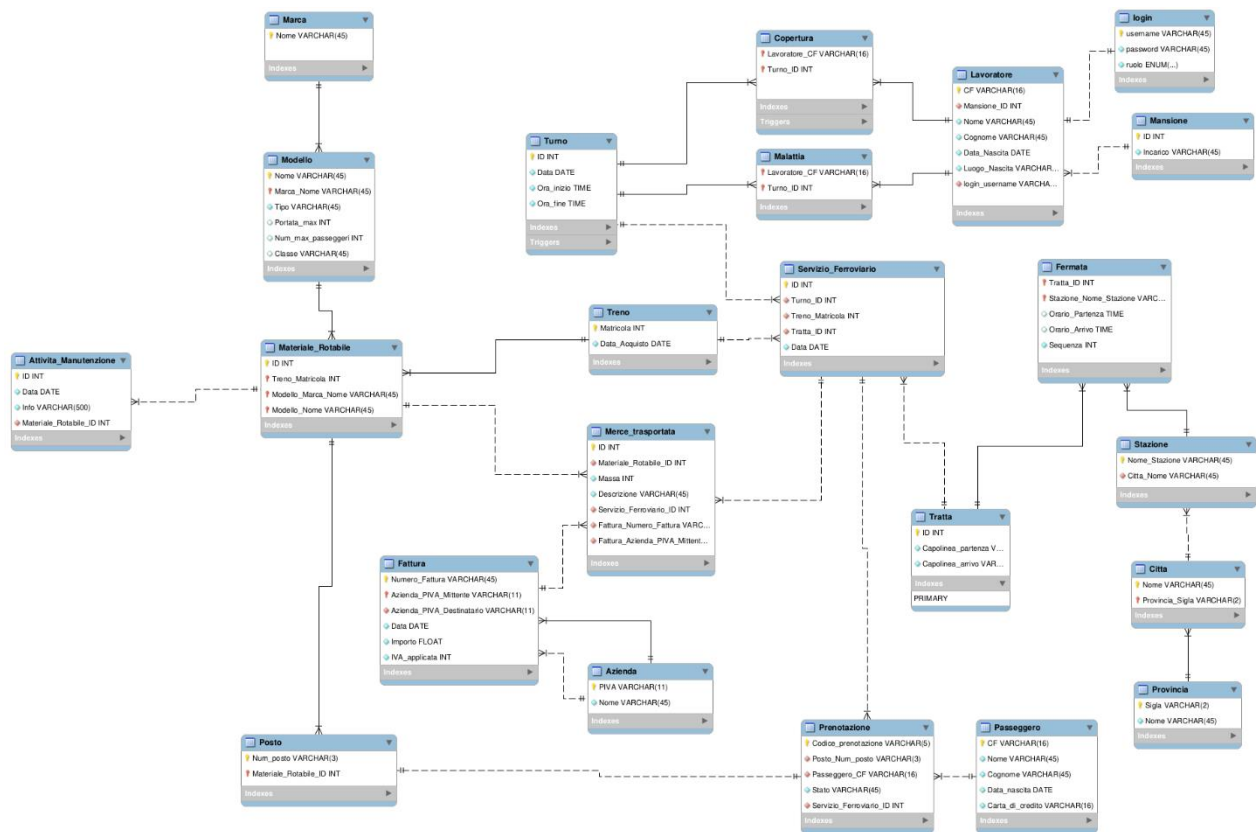 Marca
Nome VARCHAR(45)
Indexes
Copertura
Lavoratore_CF VARCHAR(16)
Turno_ID INT
Indexes
Triggers
login
username VARCHAR(45)
password VARCHAR(45)
ruolo ENUM(...)
Indexes
Lavoratore
CF VARCHAR(16)
Mansione_ID INT
Nome VARCHAR(45)
Cognome VARCHAR(45)
Data_Nascita DATE
Luogo_Nascita VARCHAR...
login_username VARCHA...
Indexes
Mansione
ID INT
Incarico VARCHAR(45)
Indexes
Turno
ID INT
Data DATE
Ora_inizio TIME
Ora_fine TIME
Indexes
Triggers
Malattia
Lavoratore_CF VARCHAR(16)
Turno_ID INT
Indexes
Modello
Nome VARCHAR(45)
Marca_Nome VARCHAR(45)
Tipo VARCHAR(45)
Portata_max INT
Num_max_passeggeri INT
Classe VARCHAR(45)
Indexes
Servizio_Ferroviario
ID INT
Turno_ID INT
Treno_Matricola INT
Tratta_ID INT
Data DATE
Indexes
Fermata
Tratta_ID INT
Stazione_Nome_Stazione VARC...
Orario_Partenza TIME
Orario_Arrivo TIME
Sequenza INT
Indexes
Treno
Matricola INT
Data_Acquisto DATE
Indexes
Attivita_Manutenzione
ID INT
Data DATE
Info VARCHAR(500)
Materiale_Rotabile_ID INT
Indexes
Materiale_Rotabile
ID INT
Treno_Matricola INT
Modello_Marca_Nome VARCHAR(45)
Modello_Nome VARCHAR(45)
Indexes
Merce_trasportata
ID INT
Materiale_Rotabile_ID INT
Massa INT
Descrizione VARCHAR(45)
Servizio_Ferroviario_ID INT
Fattura_Numero_Fattura VARC...
Fattura_Azienda_PIVA_Mittent...
Indexes
Stazione
Nome_Stazione VARCHAR(45)
Citta_Nome VARCHAR(45)
Indexes
Tratta
ID INT
Capolinea_partenza V...
Capolinea_arrivo VAR...
Indexes
PRIMARY
Fattura
Numero_Fattura VARCHAR(45)
Azienda_PIVA_Mittente VARCHAR(11)
Azienda_PIVA_Destinatario VARCHAR(11)
Data DATE
Importo FLOAT
IVA_applicata INT
Indexes
Citta
Nome VARCHAR(45)
Provincia_Sigla VARCHAR(2)
Indexes
Azienda
PIVA VARCHAR(11)
Nome VARCHAR(45)
Indexes
Provincia
Sigla VARCHAR(2)
Nome VARCHAR(45)
Indexes
Posto
Num_posto VARCHAR(3)
Materiale_Rotabile_ID INT
Indexes
Prenotazione
Codice_prenotazione VARCHAR(5)
Posto_Num_posto VARCHAR(3)
Passeggero_CF VARCHAR(16)
Stato VARCHAR(45)
Servizio_Ferroviario_ID INT
Indexes
Passeggero
CF VARCHAR(16)
Nome VARCHAR(45)
Cognome VARCHAR(45)
Data_nascita DATE
Carta_di_credito VARCHAR(16)
Indexes